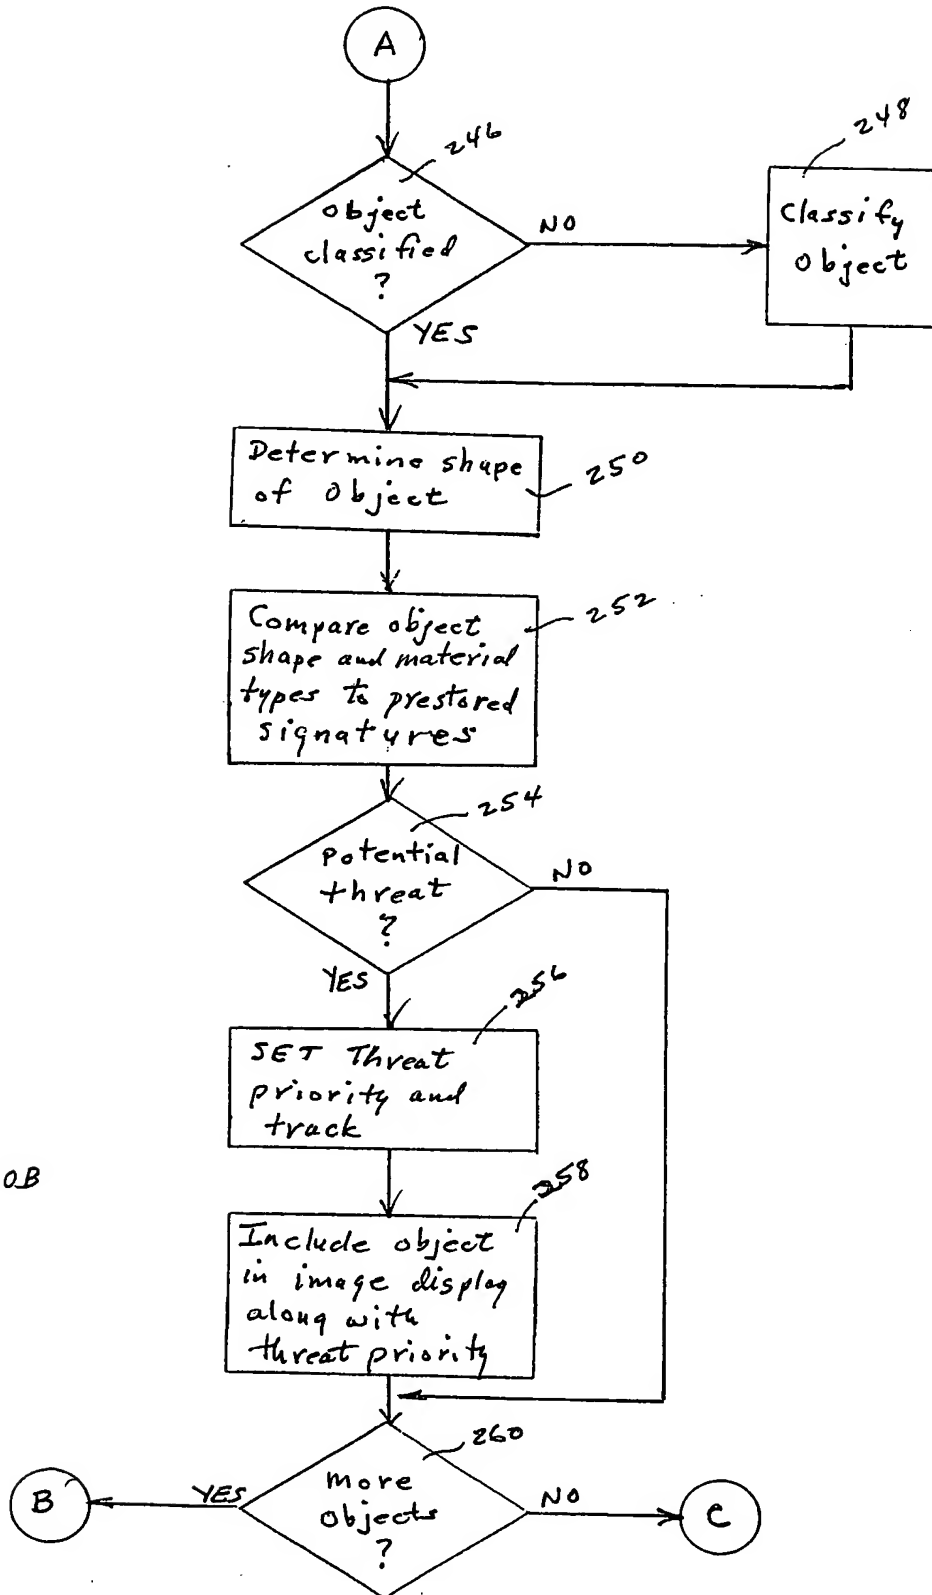 A
246
Object
classified
?
NO
248
Classify
Object
YES
Determine shape
of Object
250
Compare object
shape and material
types to prestored
signatures
252
254
Potential
threat
?
NO
YES
256
SET Threat
priority and
track
OB
258
Include object
in image display
along with
threat priority
260
More
Objects
?
YES
B
NO
C